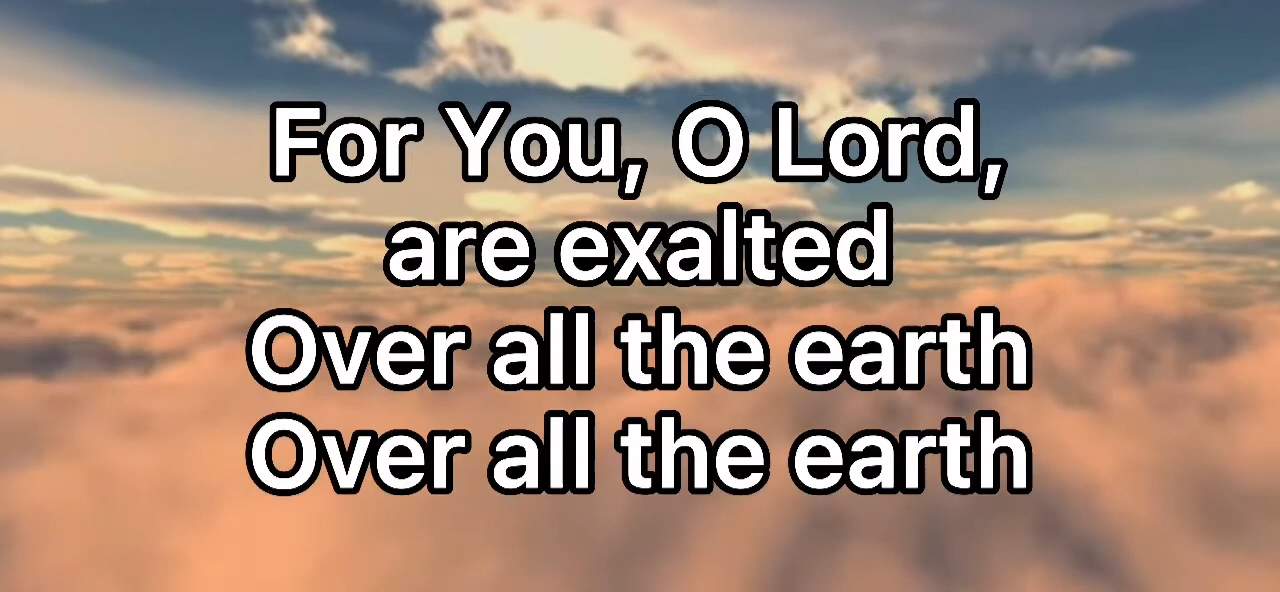 For You, O Lord,
are exalted
Over all the earth
Over all the earth